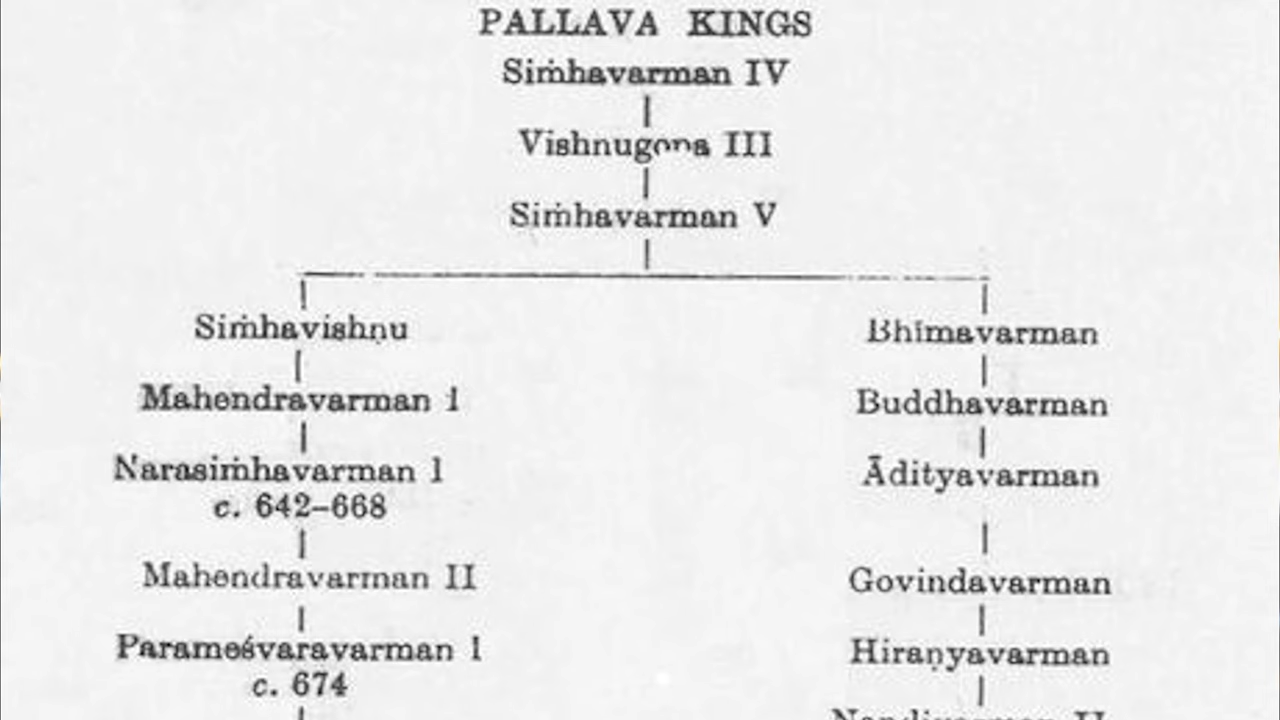 PALLAVA KINGS
Siṁhavarman IV
Vishnugopa III
Siṁhavarman V
Siṁhavishṇu
Bhīmavarman
Mahendravarman I
Buddhavarman
Narasiṁhavarman I
Ādityavarman
c. 642–668
Mahendravarman II
Govindavarman
Parameśvaravarman I
Hiraṇyavarman
c. 674